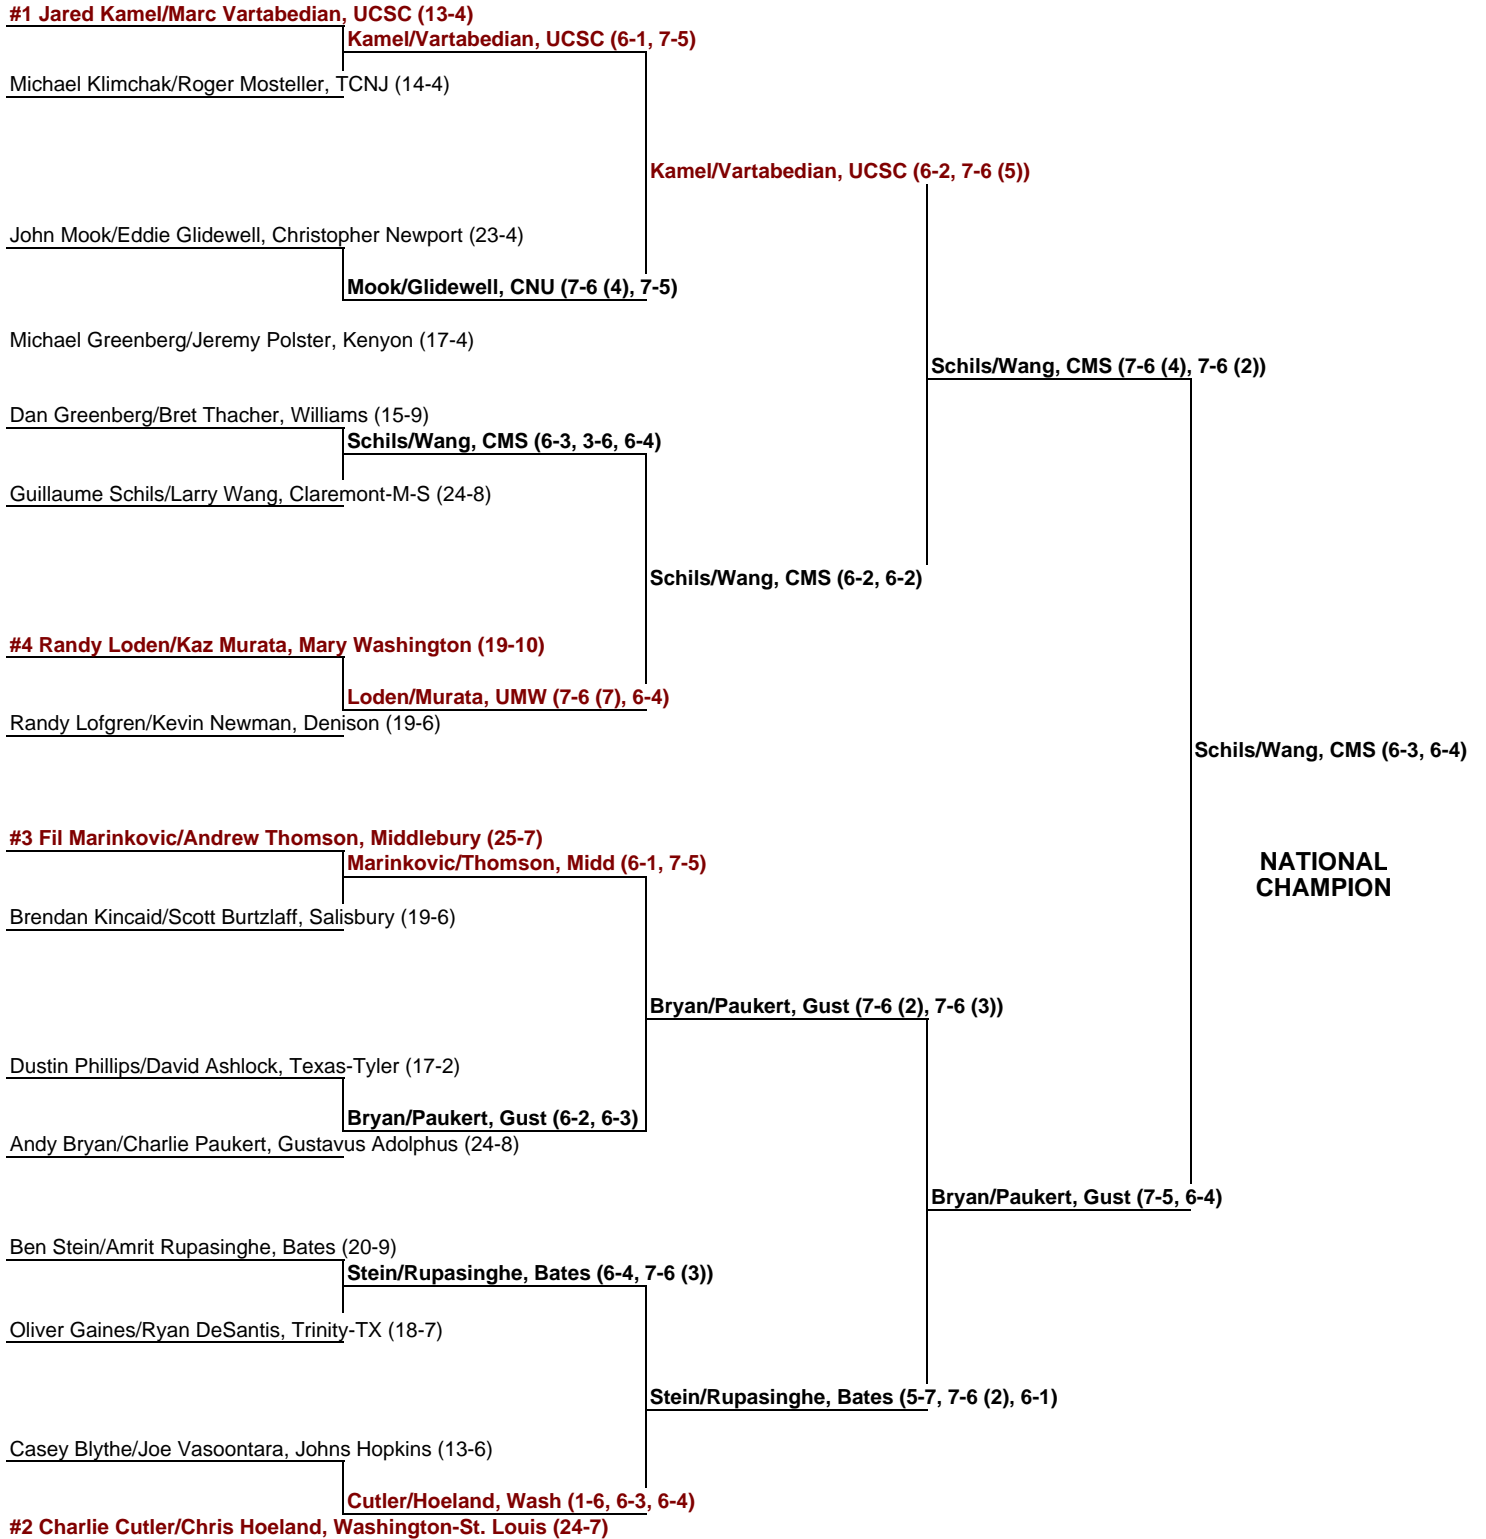 #1 Jared Kamel/Marc Vartabedian, UCSC (13-4)
Kamel/Vartabedian, UCSC (6-1, 7-5)
Michael Klimchak/Roger Mosteller, TCNJ (14-4)
Kamel/Vartabedian, UCSC (6-2, 7-6 (5))
John Mook/Eddie Glidewell, Christopher Newport (23-4)
Mook/Glidewell, CNU (7-6 (4), 7-5)
Michael Greenberg/Jeremy Polster, Kenyon (17-4)
Schils/Wang, CMS (7-6 (4), 7-6 (2))
Dan Greenberg/Bret Thacher, Williams (15-9)
Schils/Wang, CMS (6-3, 3-6, 6-4)
Guillaume Schils/Larry Wang, Claremont-M-S (24-8)
Schils/Wang, CMS (6-2, 6-2)
#4 Randy Loden/Kaz Murata, Mary Washington (19-10)
Loden/Murata, UMW (7-6 (7), 6-4)
Randy Lofgren/Kevin Newman, Denison (19-6)
Schils/Wang, CMS (6-3, 6-4)
#3 Fil Marinkovic/Andrew Thomson, Middlebury (25-7)
Marinkovic/Thomson, Midd (6-1, 7-5)
NATIONAL
CHAMPION
Brendan Kincaid/Scott Burtzlaff, Salisbury (19-6)
Bryan/Paukert, Gust (7-6 (2), 7-6 (3))
Dustin Phillips/David Ashlock, Texas-Tyler (17-2)
Bryan/Paukert, Gust (6-2, 6-3)
Andy Bryan/Charlie Paukert, Gustavus Adolphus (24-8)
Bryan/Paukert, Gust (7-5, 6-4)
Ben Stein/Amrit Rupasinghe, Bates (20-9)
Stein/Rupasinghe, Bates (6-4, 7-6 (3))
Oliver Gaines/Ryan DeSantis, Trinity-TX (18-7)
Stein/Rupasinghe, Bates (5-7, 7-6 (2), 6-1)
Casey Blythe/Joe Vasoontara, Johns Hopkins (13-6)
Cutler/Hoeland, Wash (1-6, 6-3, 6-4)
#2 Charlie Cutler/Chris Hoeland, Washington-St. Louis (24-7)